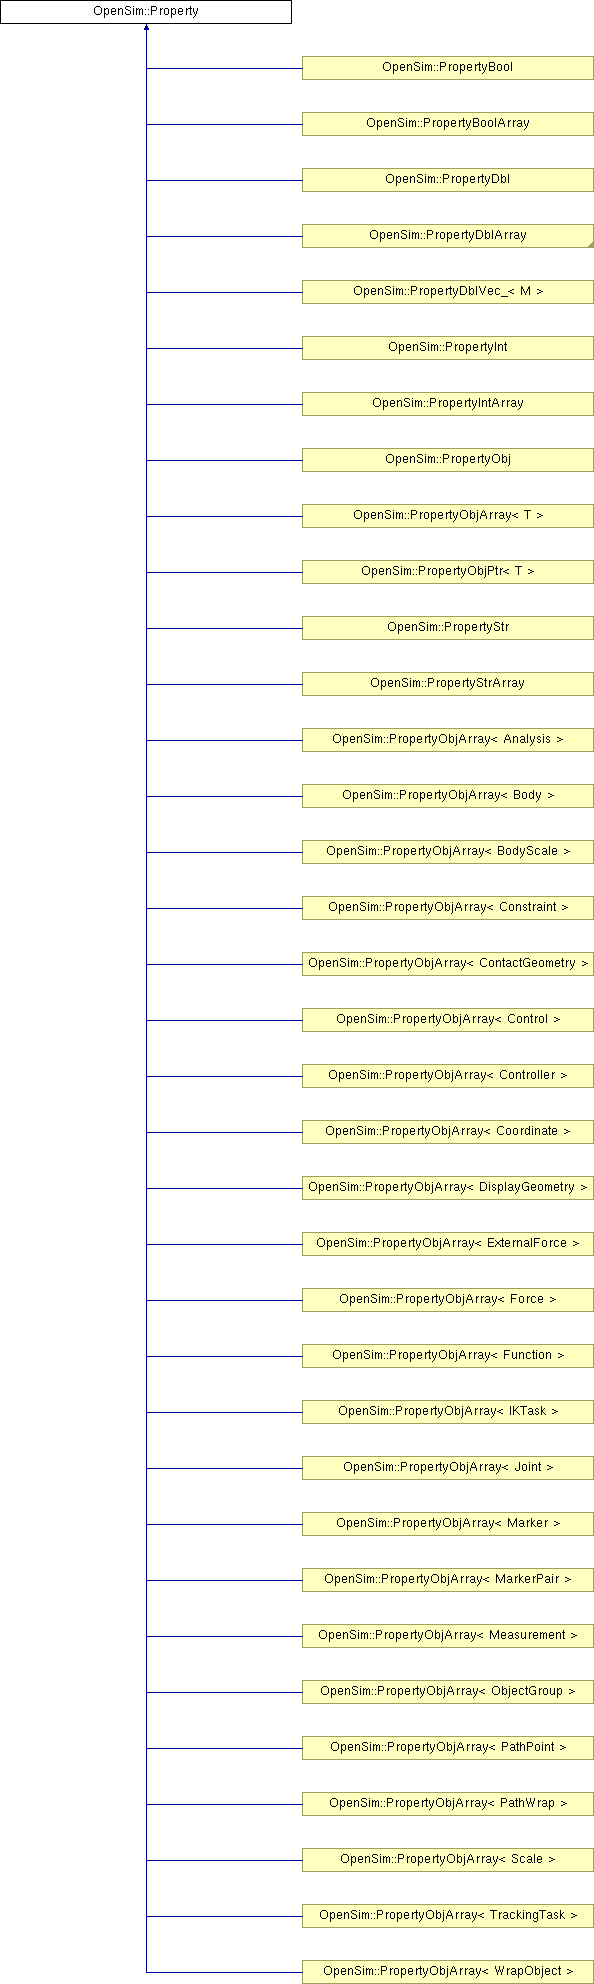 OpenSim::Property
OpenSim::PropertyBool
OpenSim::PropertyBoolArray
OpenSim::PropertyDbl
OpenSim::PropertyDblArray
OpenSim::PropertyDblVec_< M >
OpenSim::PropertyInt
OpenSim::PropertyIntArray
OpenSim::PropertyObj
OpenSim::PropertyObjArray< T >
OpenSim::PropertyObjPtr< T >
OpenSim::PropertyStr
OpenSim::PropertyStrArray
OpenSim::PropertyObjArray< Analysis >
OpenSim::PropertyObjArray< Body >
OpenSim::PropertyObjArray< BodyScale >
OpenSim::PropertyObjArray< Constraint >
OpenSim::PropertyObjArray< ContactGeometry >
OpenSim::PropertyObjArray< Control >
OpenSim::PropertyObjArray< Controller >
OpenSim::PropertyObjArray< Coordinate >
OpenSim::PropertyObjArray< DisplayGeometry >
OpenSim::PropertyObjArray< ExternalForce >
OpenSim::PropertyObjArray< Force >
OpenSim::PropertyObjArray< Function >
OpenSim::PropertyObjArray< IKTask >
OpenSim::PropertyObjArray< Joint >
OpenSim::PropertyObjArray< Marker >
OpenSim::PropertyObjArray< MarkerPair >
OpenSim::PropertyObjArray< Measurement >
OpenSim::PropertyObjArray< ObjectGroup >
OpenSim::PropertyObjArray< PathPoint >
OpenSim::PropertyObjArray< PathWrap >
OpenSim::PropertyObjArray< Scale >
OpenSim::PropertyObjArray< TrackingTask >
OpenSim::PropertyObjArray< WrapObject >